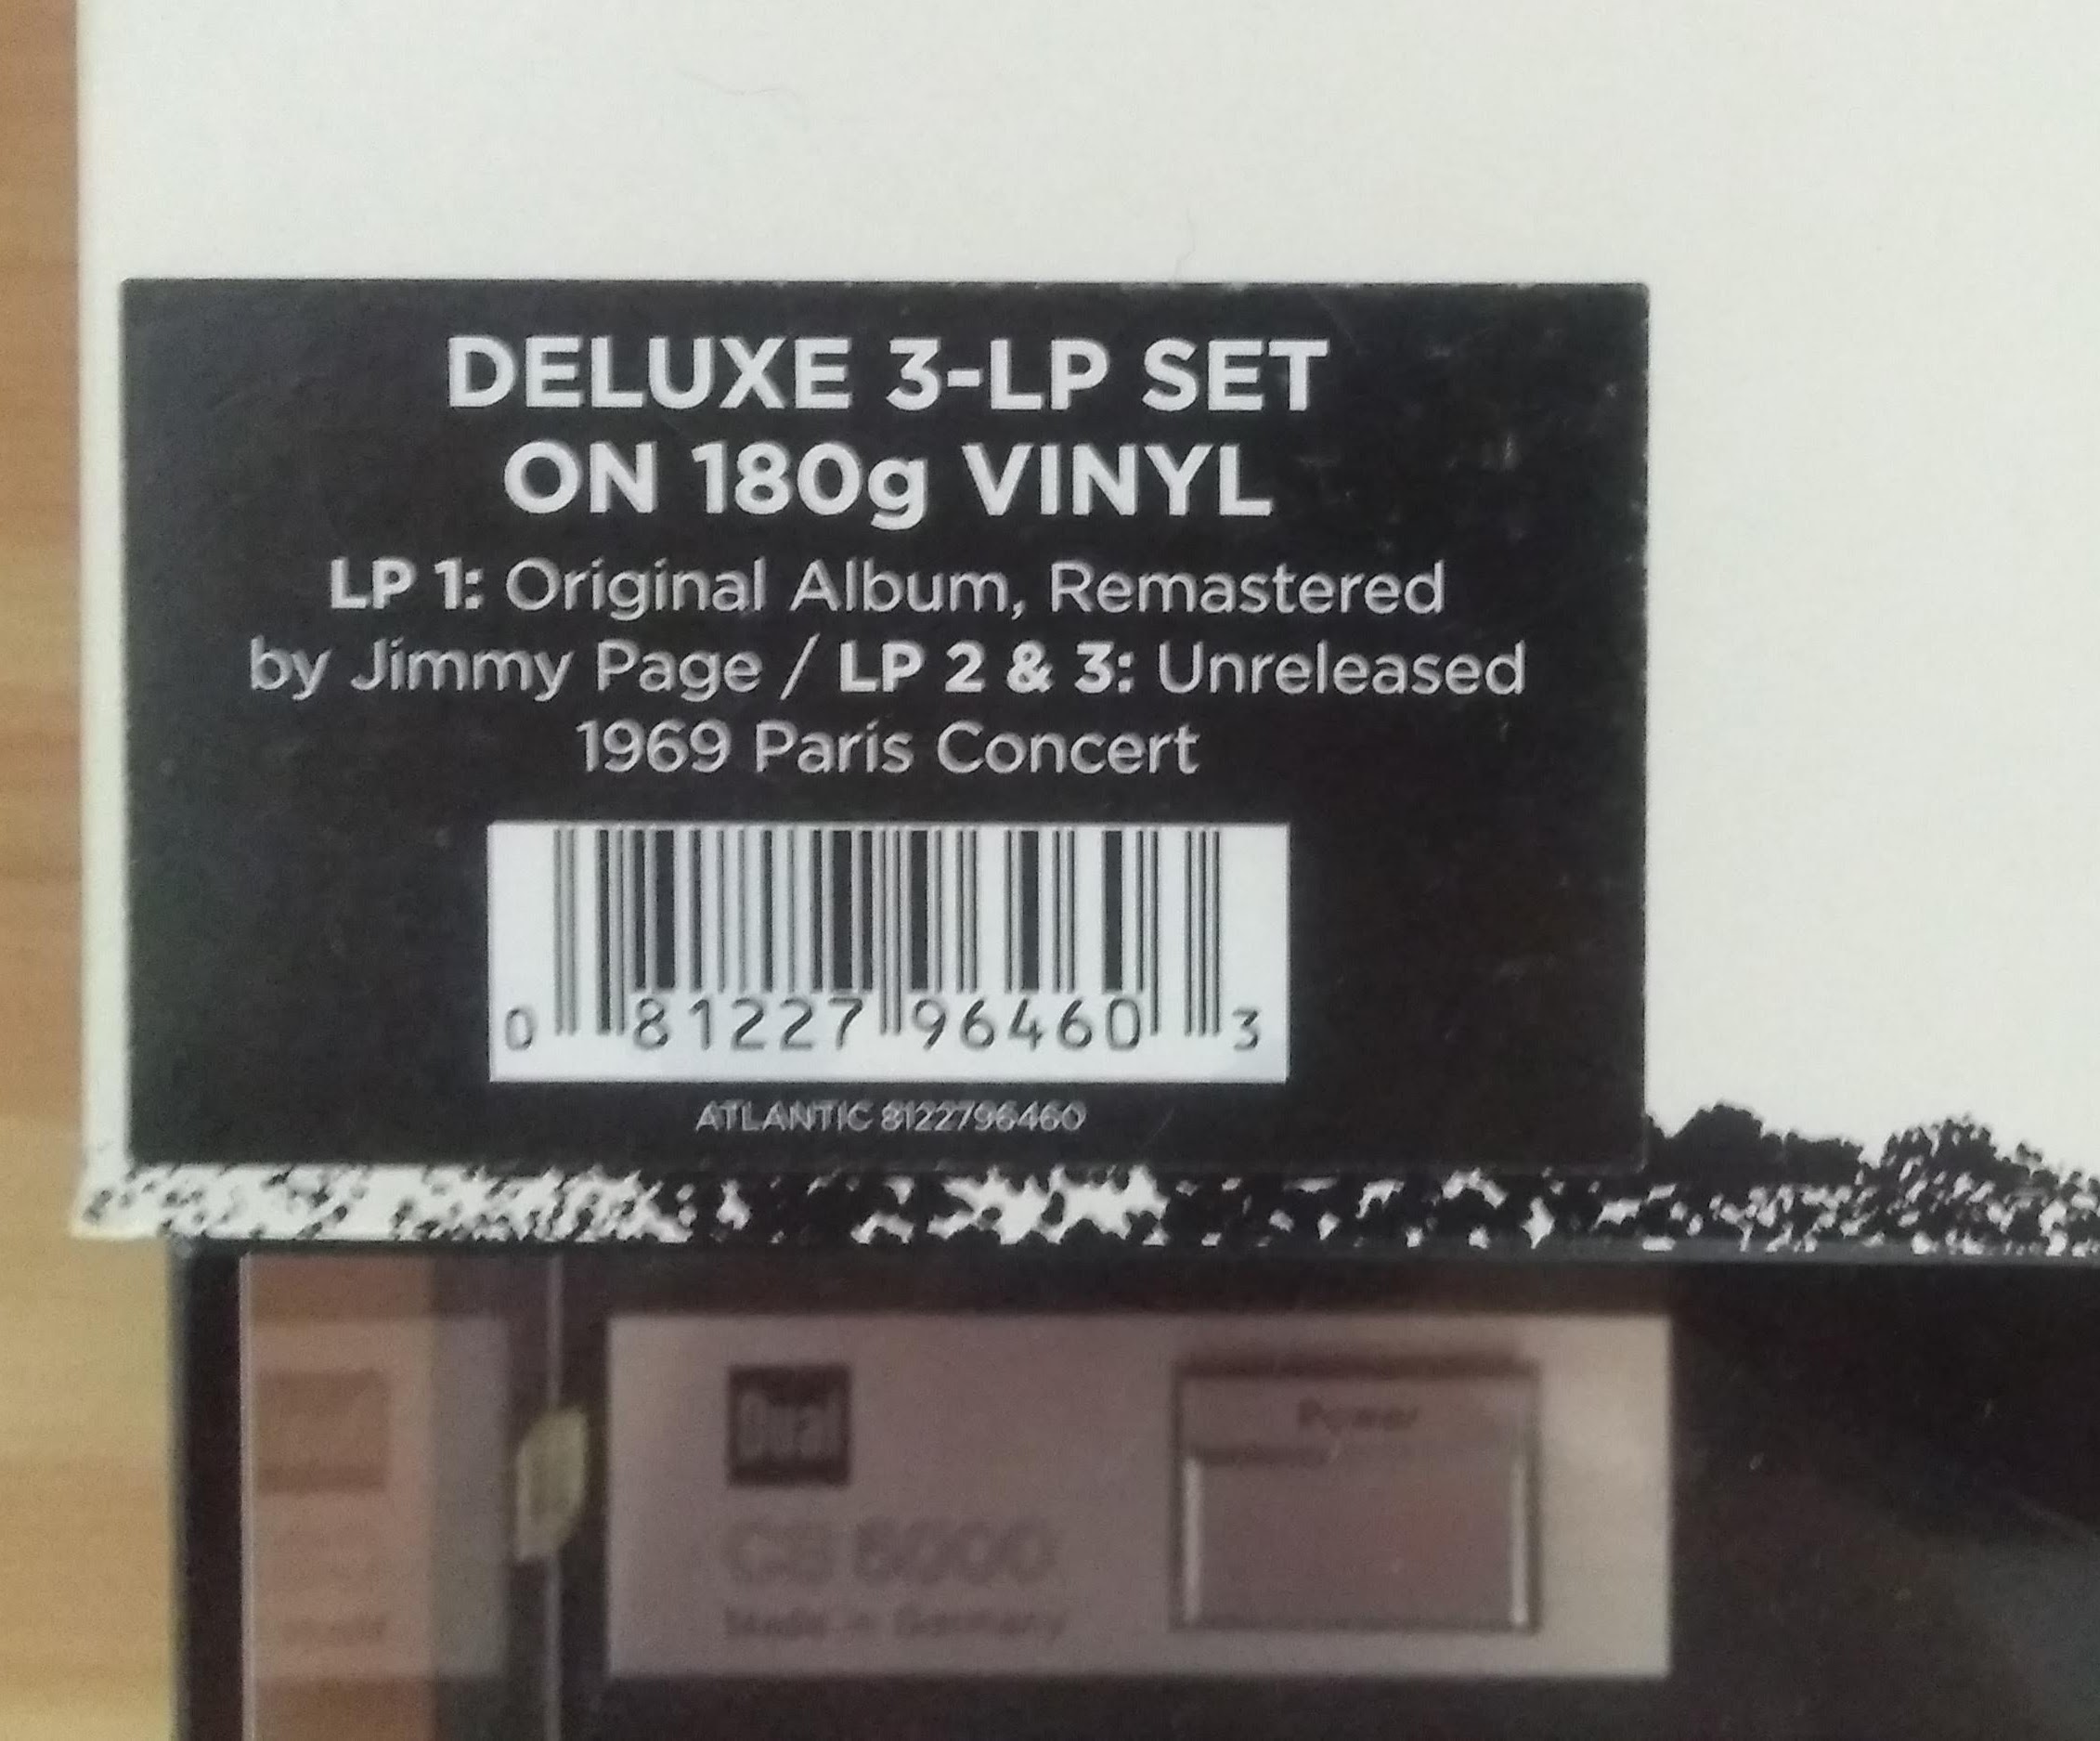 DELUXE 3-LP SET
ON 180g VINYL
LP 1: Original Album, Remastered
by Jimmy Page / LP 2 & 3: Unreleased
1969 Paris Concert
0 81227 96460 3
ATLANTIC 8122796460
Dual
Power
CS 5000
Made in Germany